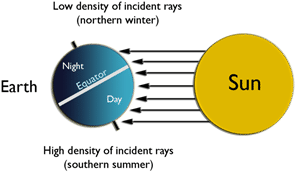 Low density of incident rays
(northern winter)
Night
Equator
Earth
Day
Sun
High density of incident rays
(southern summer)